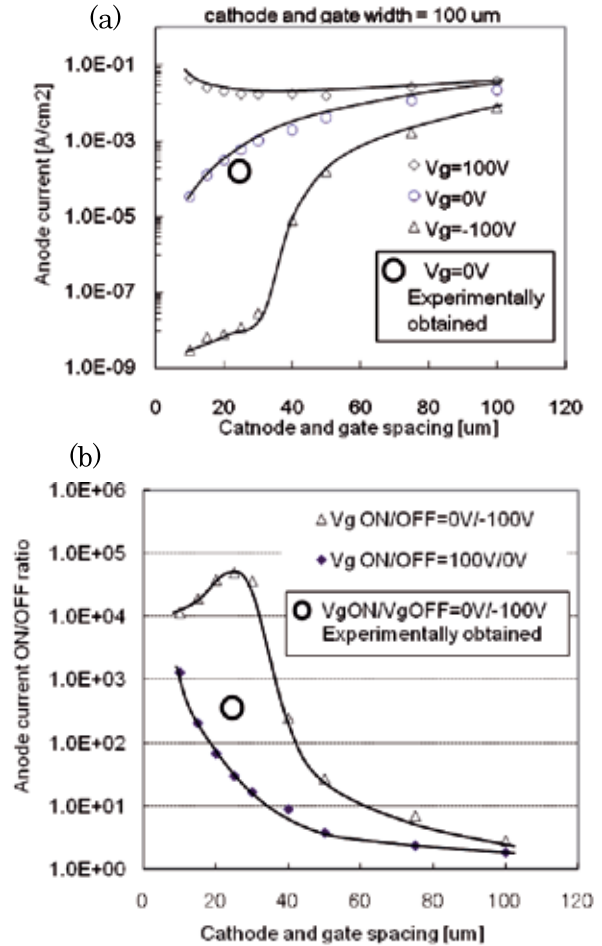 (a)
cathode and gate width = 100 um
Anode current [A/cm2]
1.0E-01
1.0E-03
1.0E-05
1.0E-07
1.0E-09
Vg=100V
Vg=0V
Vg=-100V
Vg=0V
Experimentally
obtained
0 20 40 60 80 100 120
Catnode and gate spacing [um]
(b)
Anode current ON/OFF ratio
1.0E+06
1.0E+05
1.0E+04
1.0E+03
1.0E+02
1.0E+01
1.0E+00
Vg ON/OFF=0V/-100V
Vg ON/OFF=100V/0V
VgON/VgOFF=0V/-100V
Experimentally obtained
0 20 40 60 80 100 120
Cathode and gate spacing [um]